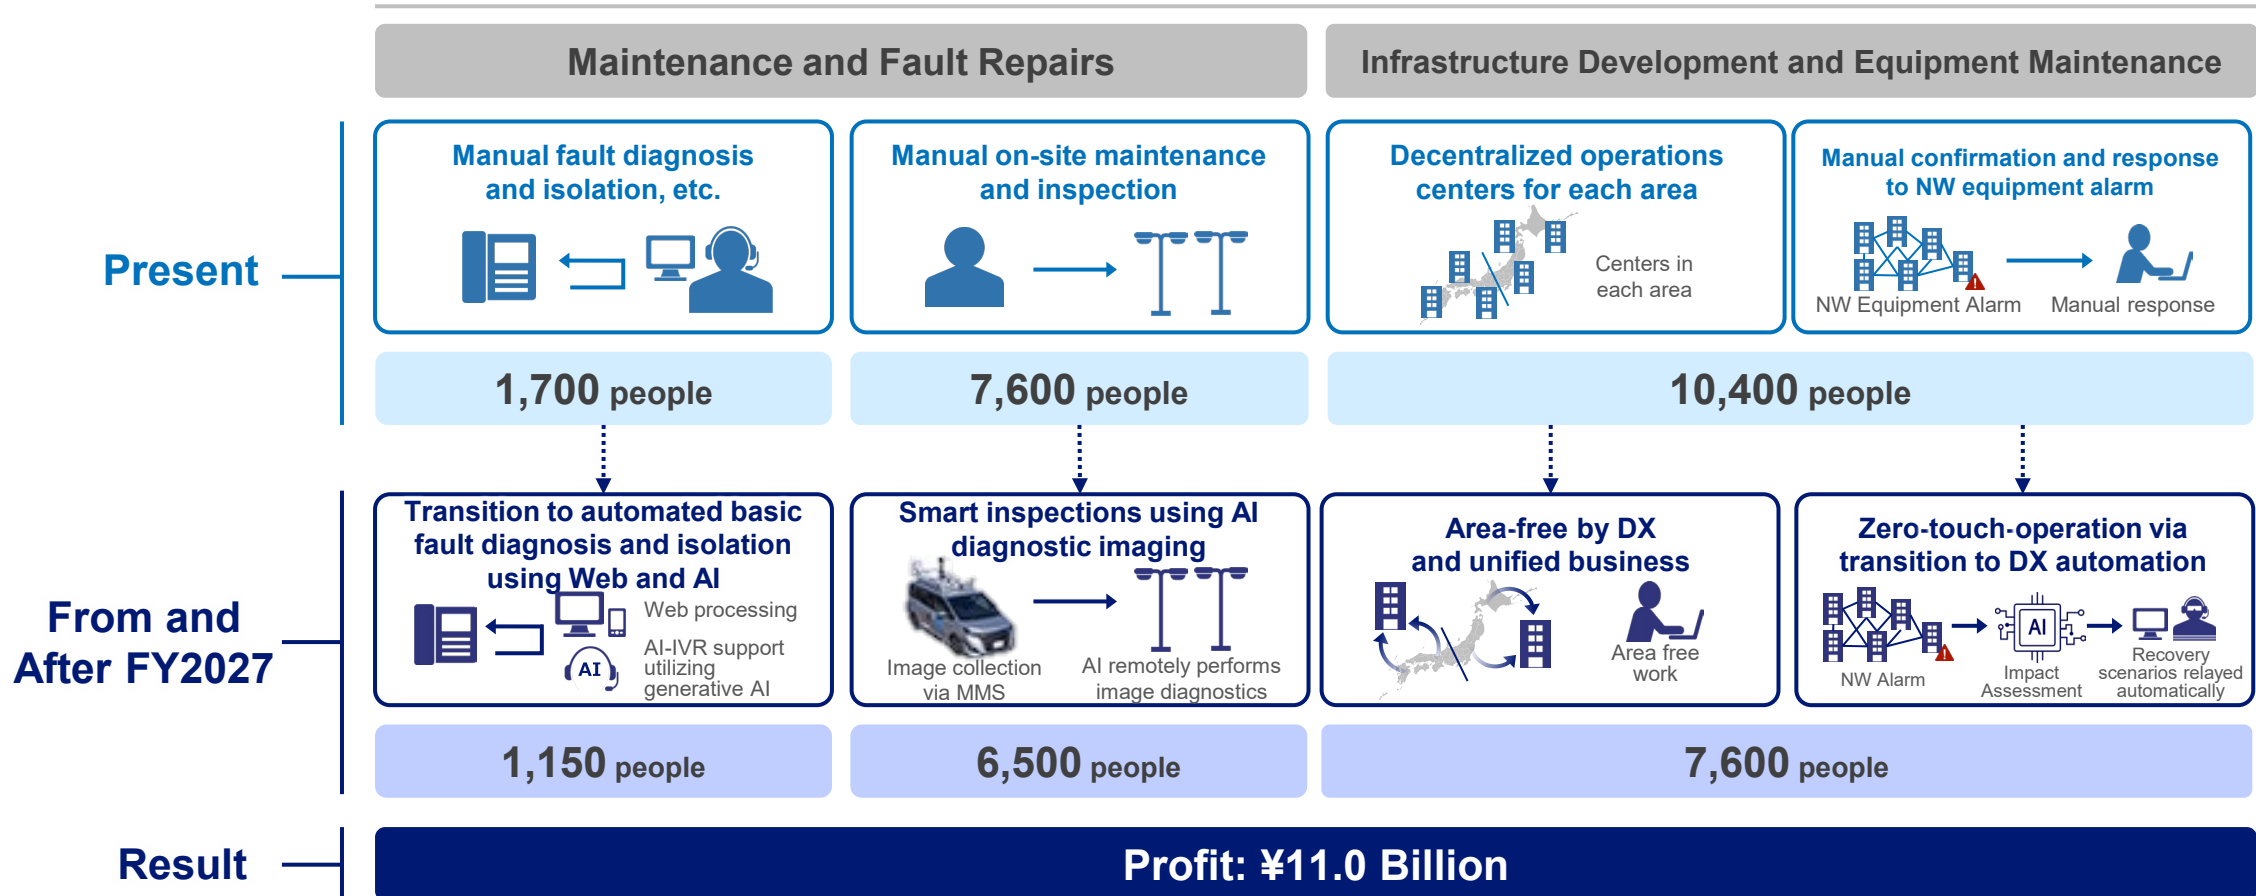 Maintenance and Fault Repairs
Infrastructure Development and Equipment Maintenance
Present
Manual fault diagnosis
and isolation, etc.
Manual on-site maintenance
and inspection
Decentralized operations
centers for each area
Centers in
each area
Manual confirmation and response
to NW equipment alarm
NW Equipment Alarm
Manual response
1,700 people
7,600 people
10,400 people
From and
After FY2027
Transition to automated basic
fault diagnosis and isolation
using Web and AI
Web processing
AI
AI-IVR support
utilizing
generative AI
Smart inspections using AI
diagnostic imaging
Image collection
via MMS
AI remotely performs
image diagnostics
Area-free by DX
and unified business
Area free
work
Zero-touch-operation via
transition to DX automation
NW Alarm
AI
Impact
Assessment
Recovery
scenarios relayed
automatically
1,150 people
6,500 people
7,600 people
Result
Profit: ¥11.0 Billion